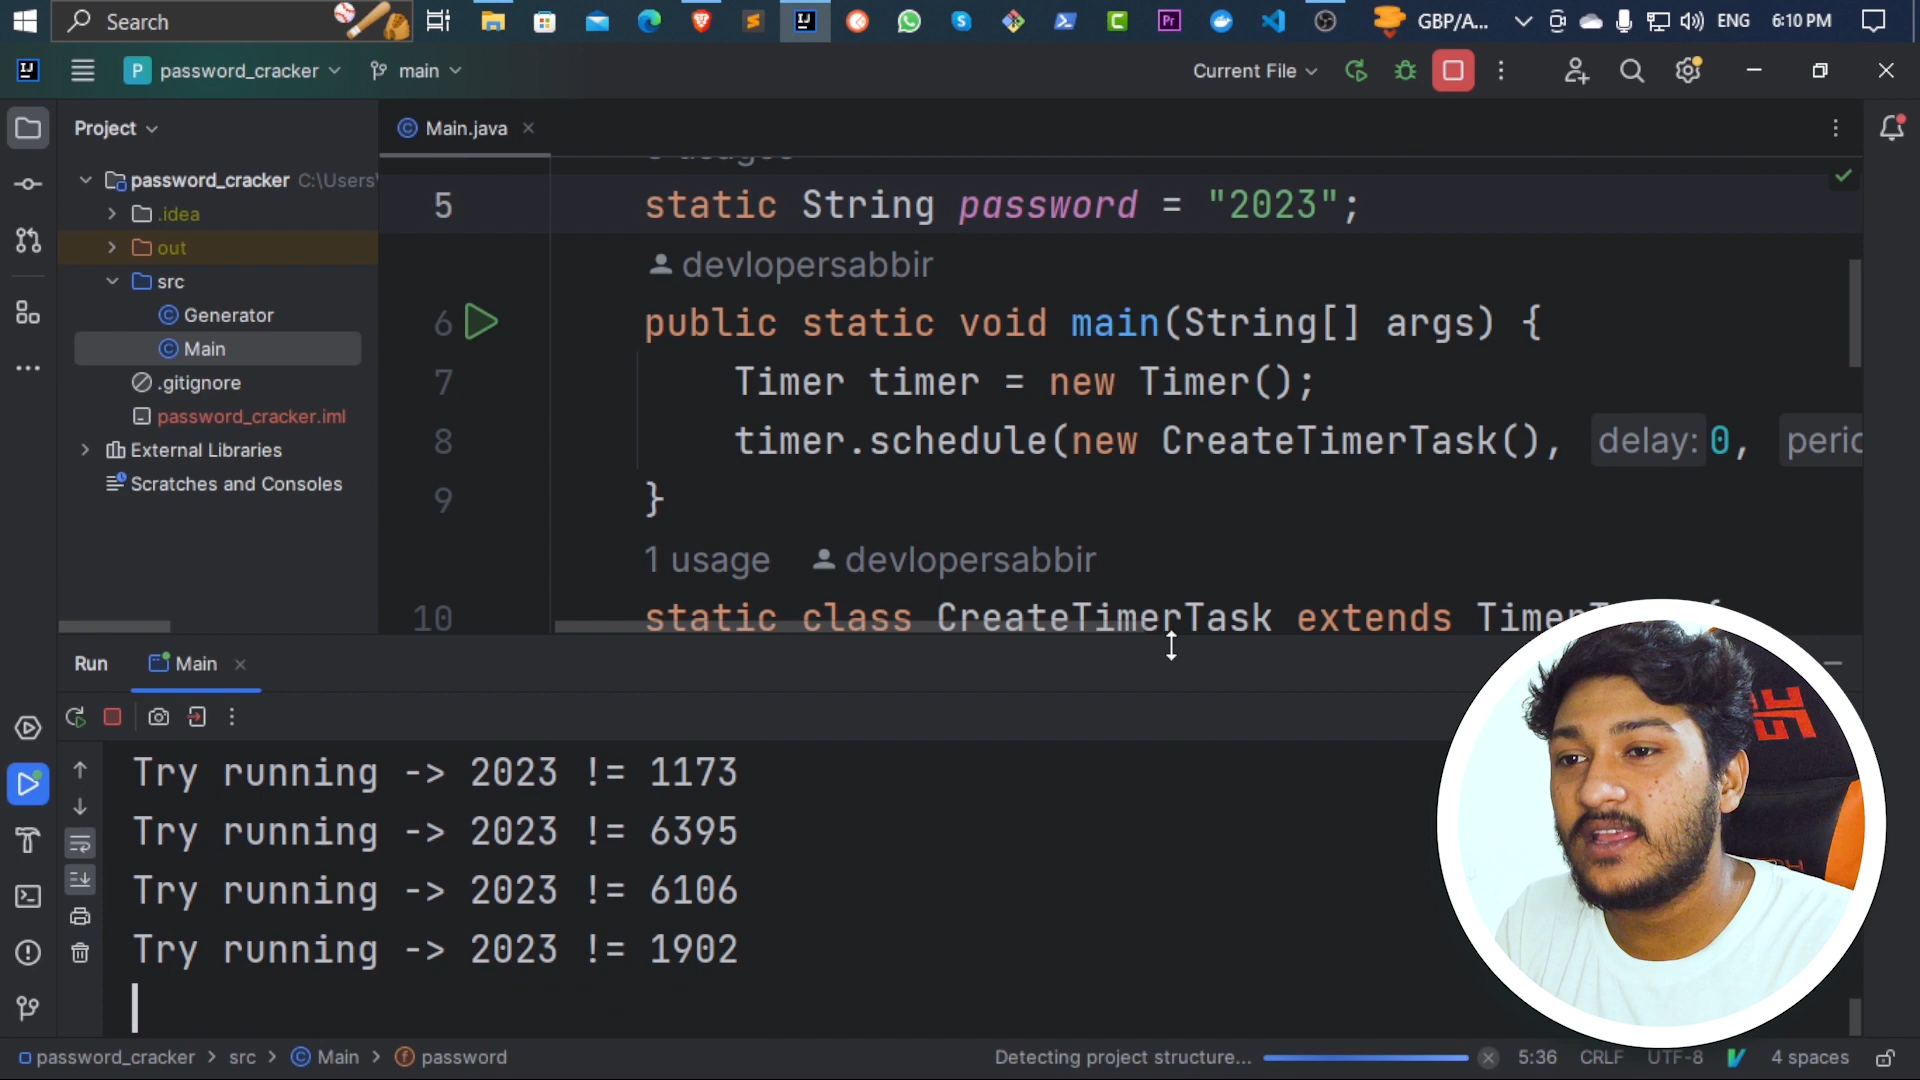 Search
GBP/A...
ENG
6:10 PM
P
password_cracker
main
Current File
Project
Main.java
password_cracker C:\Users'
.idea
out
src
Generator
Main
.gitignore
password_cracker.iml
External Libraries
Scratches and Consoles
5 static String password = "2023";
devlopersabbir
6 public static void main(String[] args) {
7 Timer timer = new Timer();
8 timer.schedule(new CreateTimerTask(), delay: 0, peric
9 }
1 usage devlopersabbir
10 static class CreateTimerTask extends
Run
Main
Try running -> 2023 != 1173
Try running -> 2023 != 6395
Try running -> 2023 != 6106
Try running -> 2023 != 1902
password_cracker > src > Main > password
Detecting project structure...
5:36
CRLF
UTF-8
4 spaces